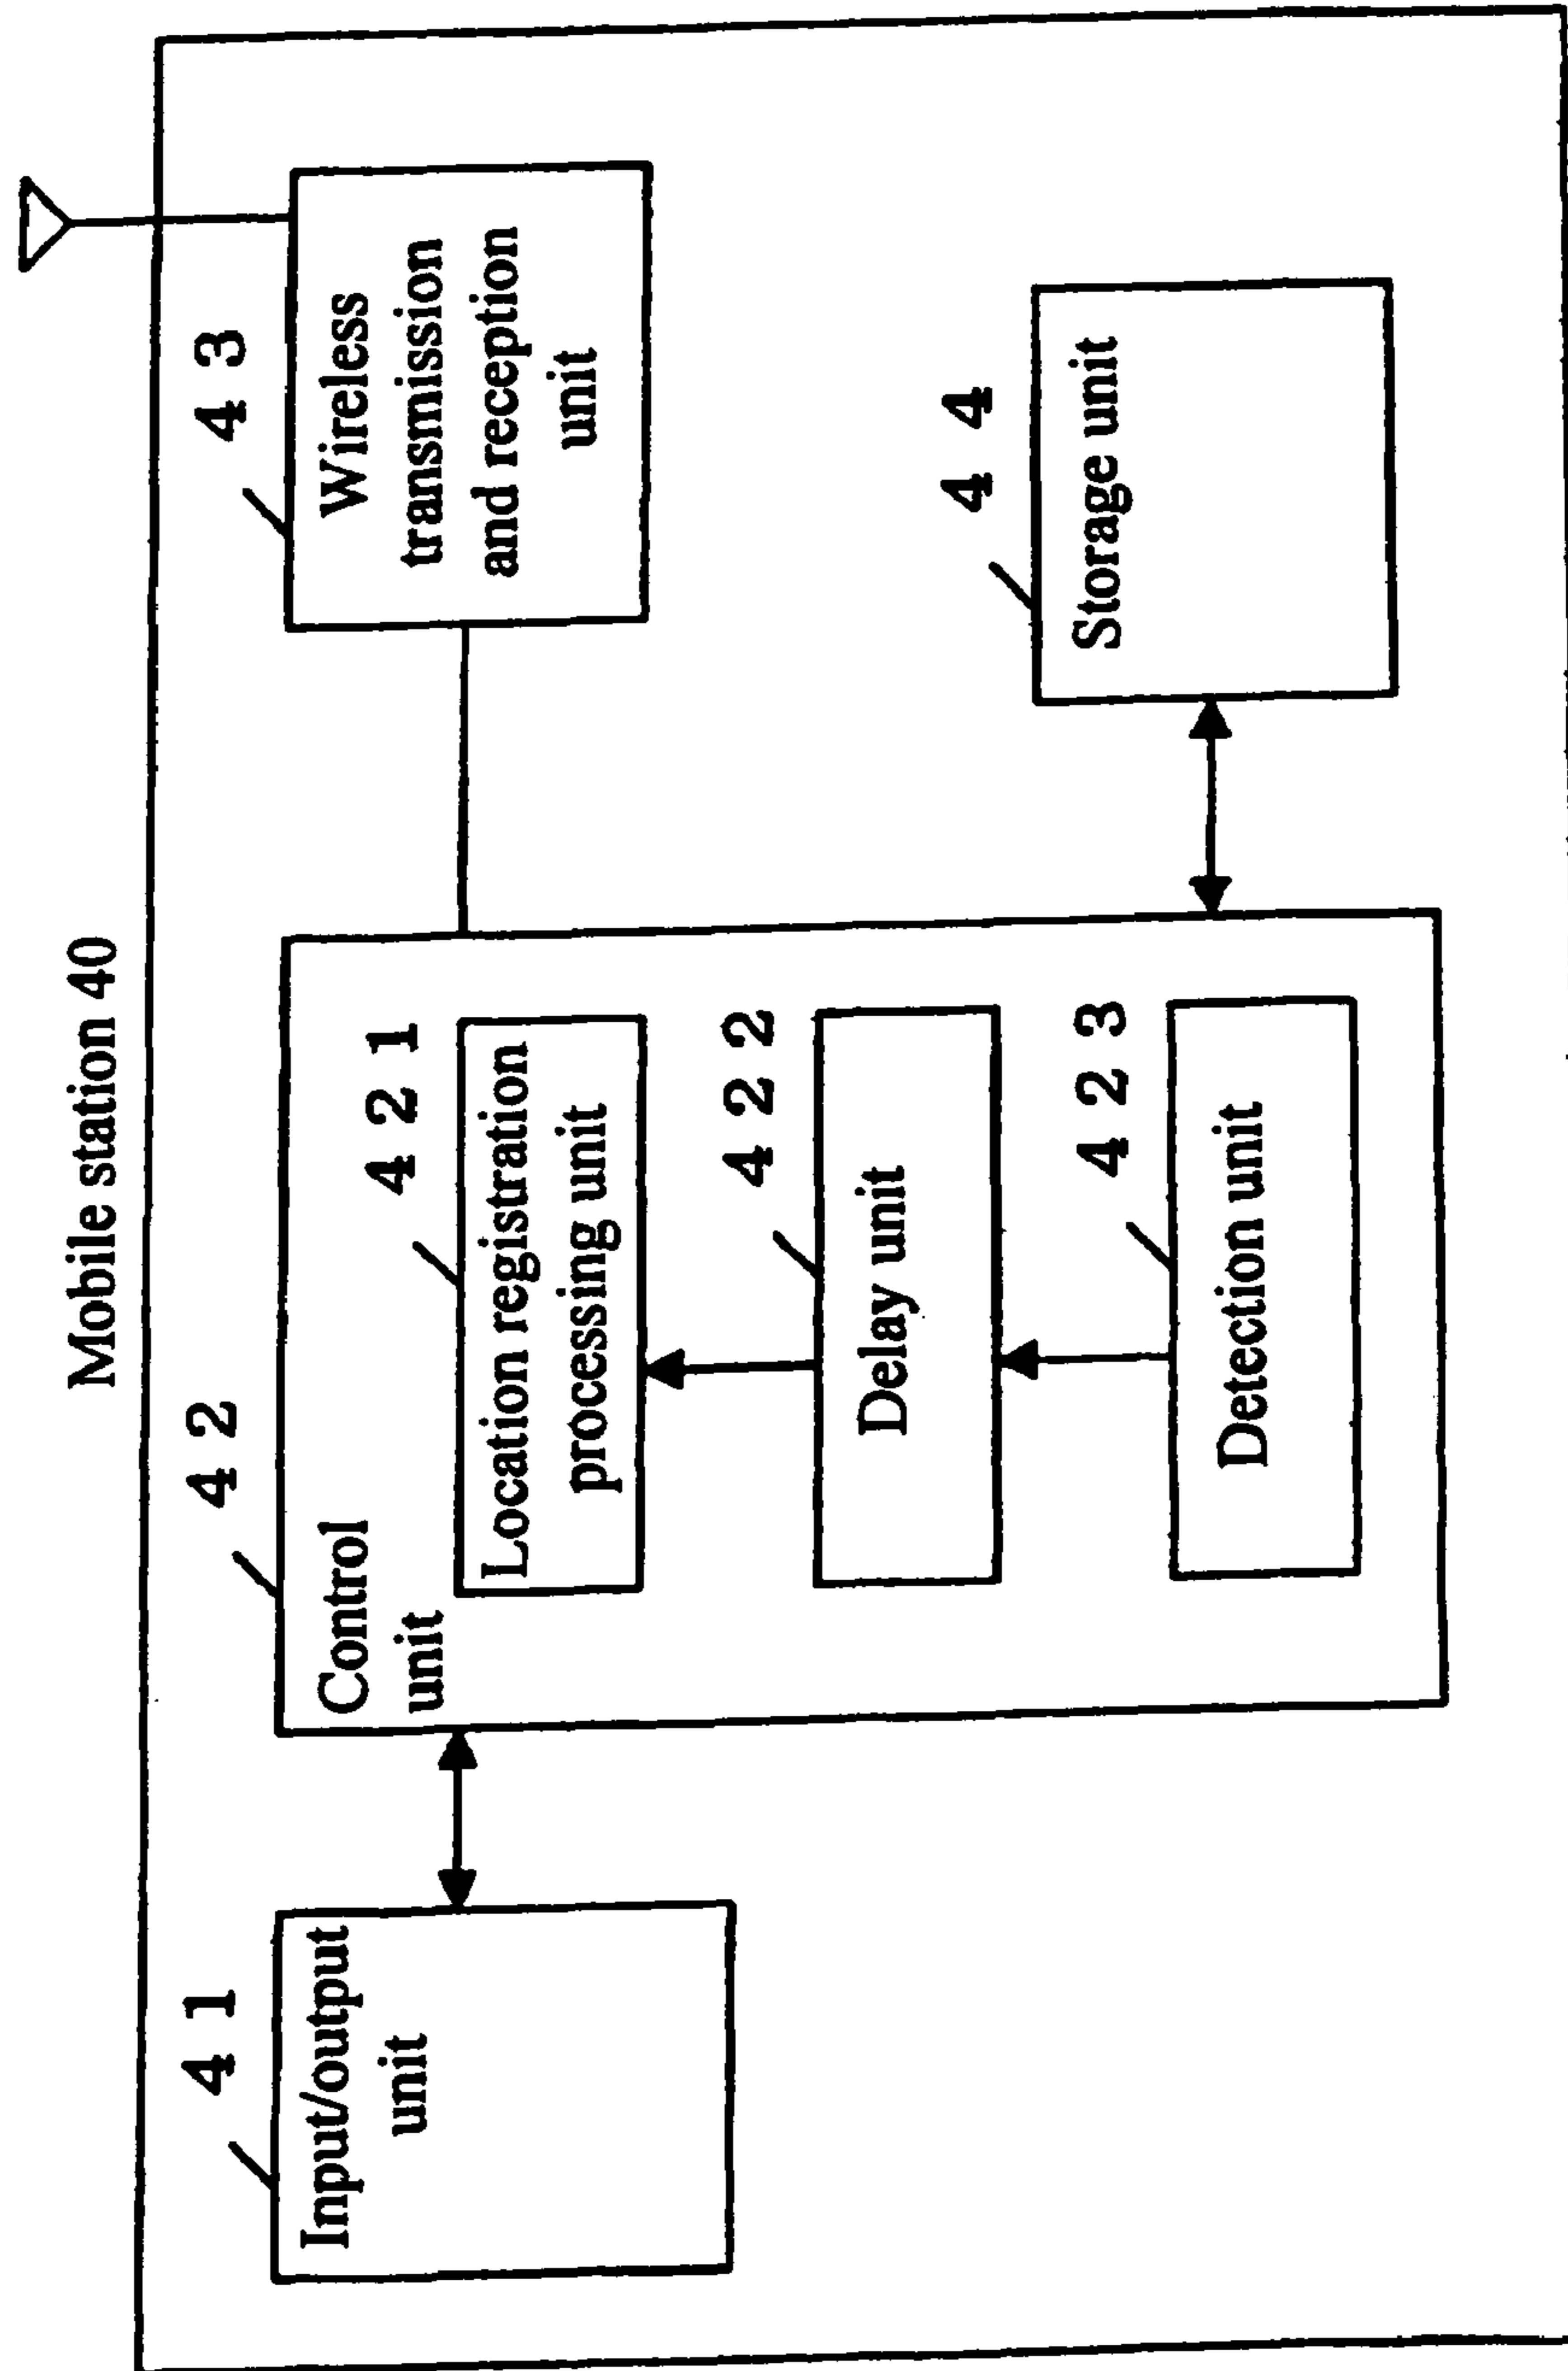 Mobile station 40
4 1
Input/output
unit
4 2
Control
unit
4 2 1
Location registration
processing unit
4 2 2
Delay unit
4 2 3
Detection unit
4 3
Wireless
transmission
and reception
unit
4 4
Storage unit